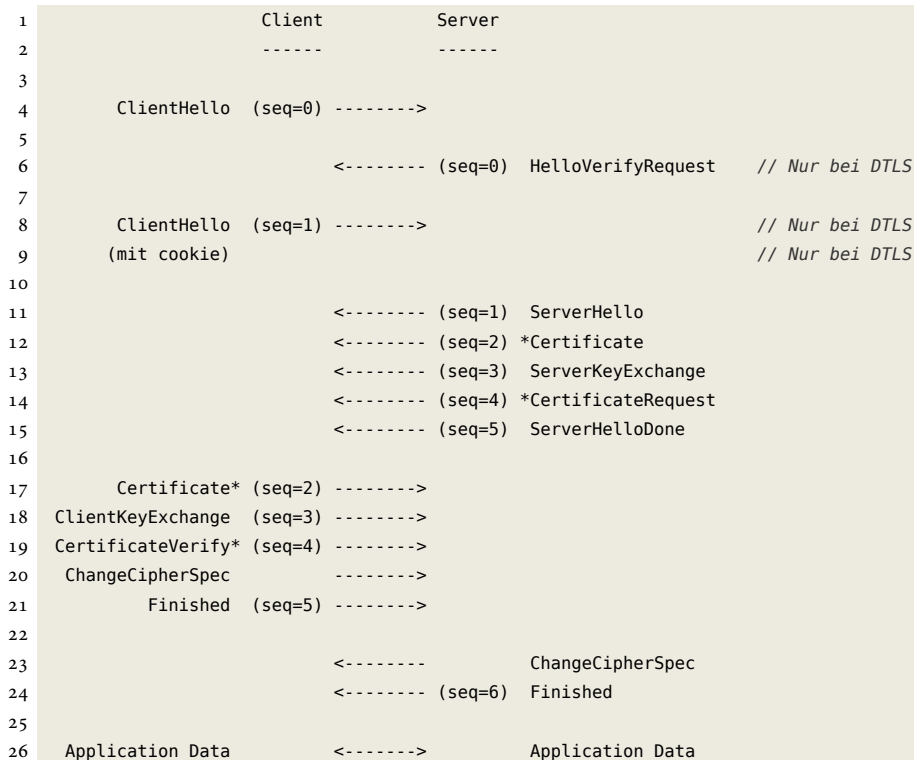 1 Client Server
2 ------ ------
3
4 ClientHello (seq=0) -------->
5
6 <-------- (seq=0) HelloVerifyRequest // Nur bei DTLS
7
8 ClientHello (seq=1) --------> // Nur bei DTLS
9 (mit cookie) // Nur bei DTLS
10
11 <-------- (seq=1) ServerHello
12 <-------- (seq=2) *Certificate
13 <-------- (seq=3) ServerKeyExchange
14 <-------- (seq=4) *CertificateRequest
15 <-------- (seq=5) ServerHelloDone
16
17 Certificate* (seq=2) -------->
18 ClientKeyExchange (seq=3) -------->
19 CertificateVerify* (seq=4) -------->
20 ChangeCipherSpec -------->
21 Finished (seq=5) -------->
22
23 <-------- ChangeCipherSpec
24 <-------- (seq=6) Finished
25
26 Application Data <-------> Application Data